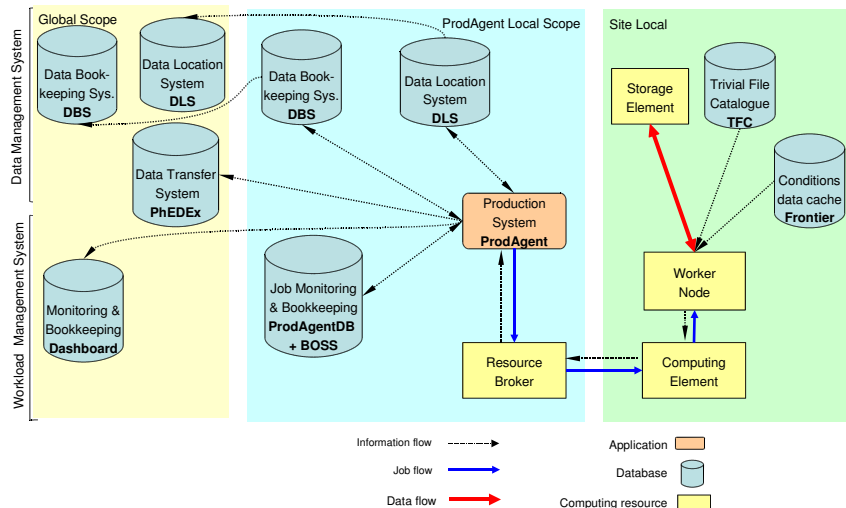 Data Management System
Workload Management System
Global Scope
Data Book-
keeping Sys.
DBS
Data Location
System
DLS
Data Transfer
System
PhEDEx
Monitoring &
Bookkeeping
Dashboard
ProdAgent Local Scope
Data Book-
keeping Sys.
DBS
Data Location
System
DLS
Production
System
ProdAgent
Job Monitoring
& Bookkeeping
ProdAgentDB
+ BOSS
Resource
Broker
Site Local
Storage
Element
Trivial File
Catalogue
TFC
Conditions
data cache
Frontier
Worker
Node
Computing
Element
Information flow
Job flow
Data flow
Application
Database
Computing resource